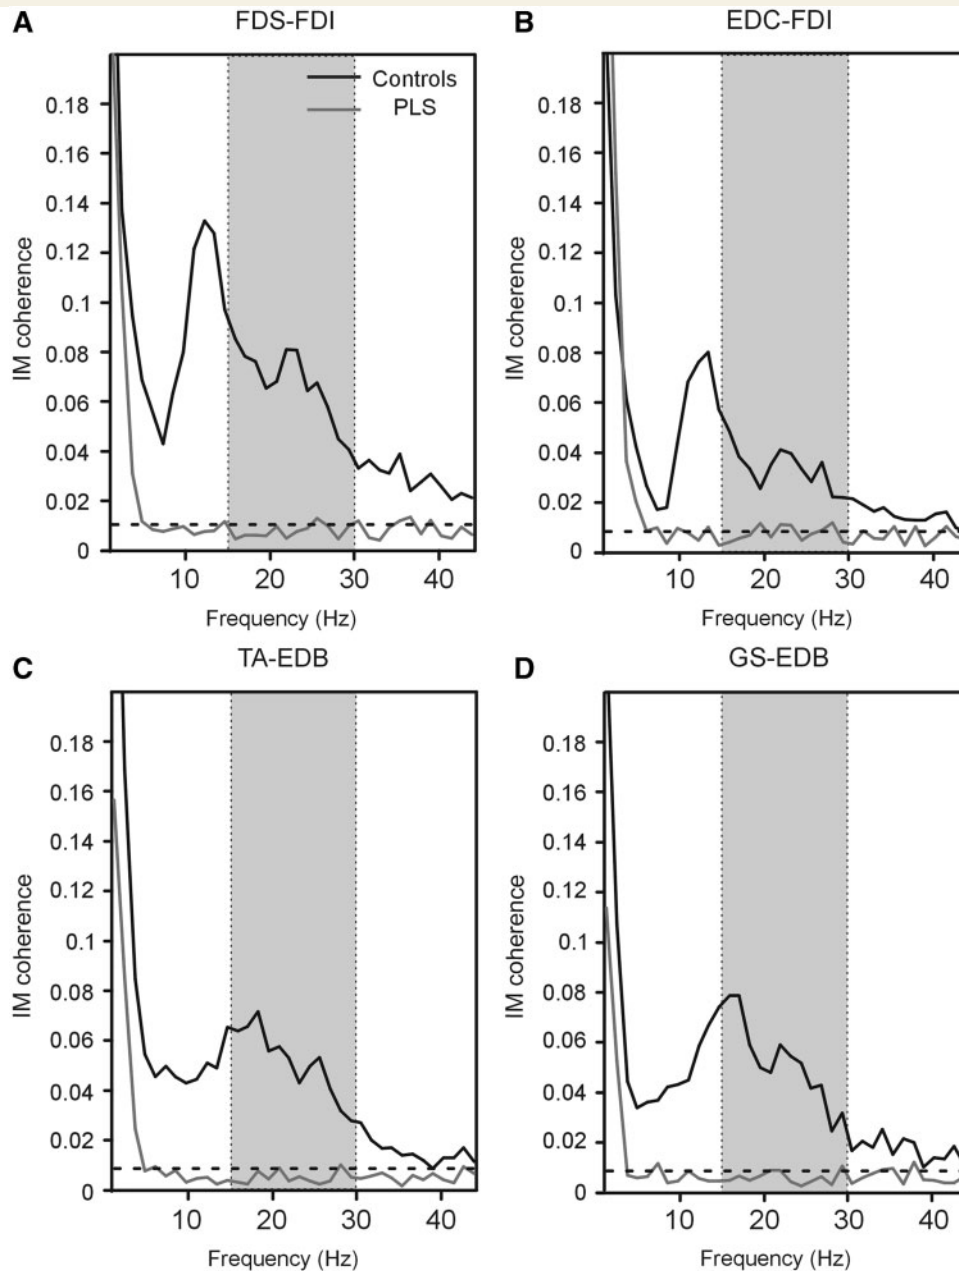 A
FDS-FDI
Controls
PLS
0.18
0.16
0.14
0.12
0.1
0.08
0.06
0.04
0.02
0
IM coherence
10 20 30 40
Frequency (Hz)
B
EDC-FDI
0.18
0.16
0.14
0.12
0.1
0.08
0.06
0.04
0.02
0
IM coherence
10 20 30 40
Frequency (Hz)
C
TA-EDB
0.18
0.16
0.14
0.12
0.1
0.08
0.06
0.04
0.02
0
IM coherence
10 20 30 40
Frequency (Hz)
D
GS-EDB
0.18
0.16
0.14
0.12
0.1
0.08
0.06
0.04
0.02
0
IM coherence
10 20 30 40
Frequency (Hz)